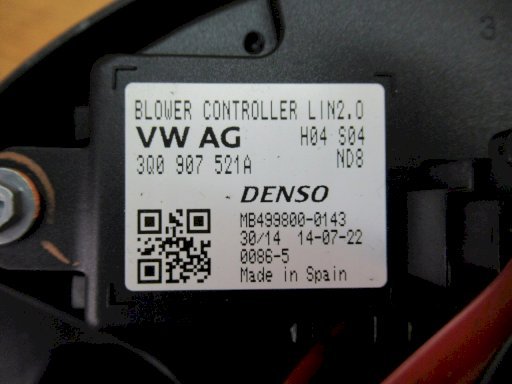 3
BLOWER CONTROLLER LIN2.0
VW AG H04 S04
3Q0 907 521A ND8
DENSO
MB499800-0143
30/14 14-07-22
0086-5
Made in Spain